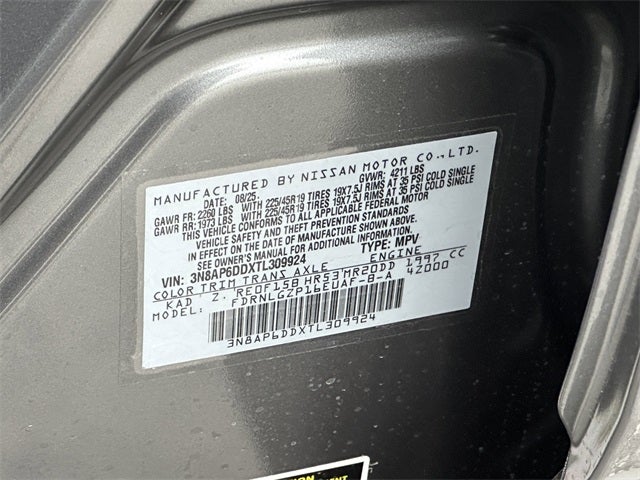 MANUFACTURED BY NISSAN MOTOR CO., LTD.
DATE: 08/25 GVWR: 4211 LBS
GAWR FR: 2260 LBS WITH 225/45R19 TIRES 19X7.5J RIMS AT 35 PSI COLD SINGLE
GAWR RR: 1973 LBS WITH 225/45R19 TIRES 19X7.5J RIMS AT 36 PSI COLD SINGLE
THIS VEHICLE CONFORMS TO ALL APPLICABLE FEDERAL MOTOR
VEHICLE SAFETY AND THEFT PREVENTION STANDARDS
IN EFFECT ON THE DATE OF MANUFACTURE SHOWN ABOVE.
SEE OWNER'S MANUAL FOR ADDITIONAL INFORMATION.
VIN: 3N8AP6DDXTL309924 TYPE: MPV
COLOR TRIM TRANS AXLE ENGINE
KAD Z RE0F15B HR53 MR20DD 1997 CC
MODEL: FDRNLGZP16EUAF-B-A 42000
3N8AP6DDXTL309924